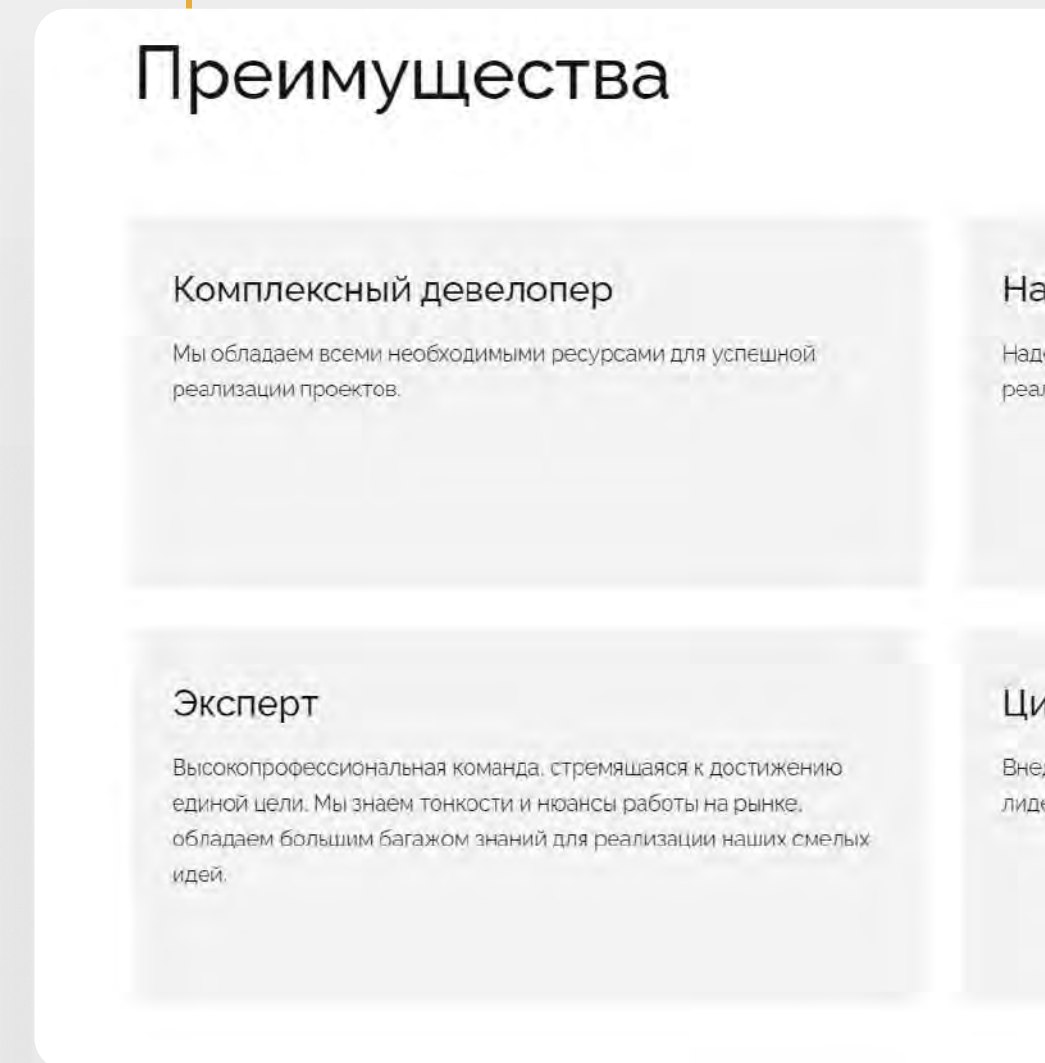 Преимущества
Комплексный девелопер
Мы обладаем всеми необходимыми ресурсами для успешной
реализации проектов.
Эксперт
Высокопрофессиональная команда, стремящаяся к достижению
единой цели. Мы знаем тонкости и нюансы работы на рынке,
обладаем большим багажом знаний для реализации наших смелых
идей.